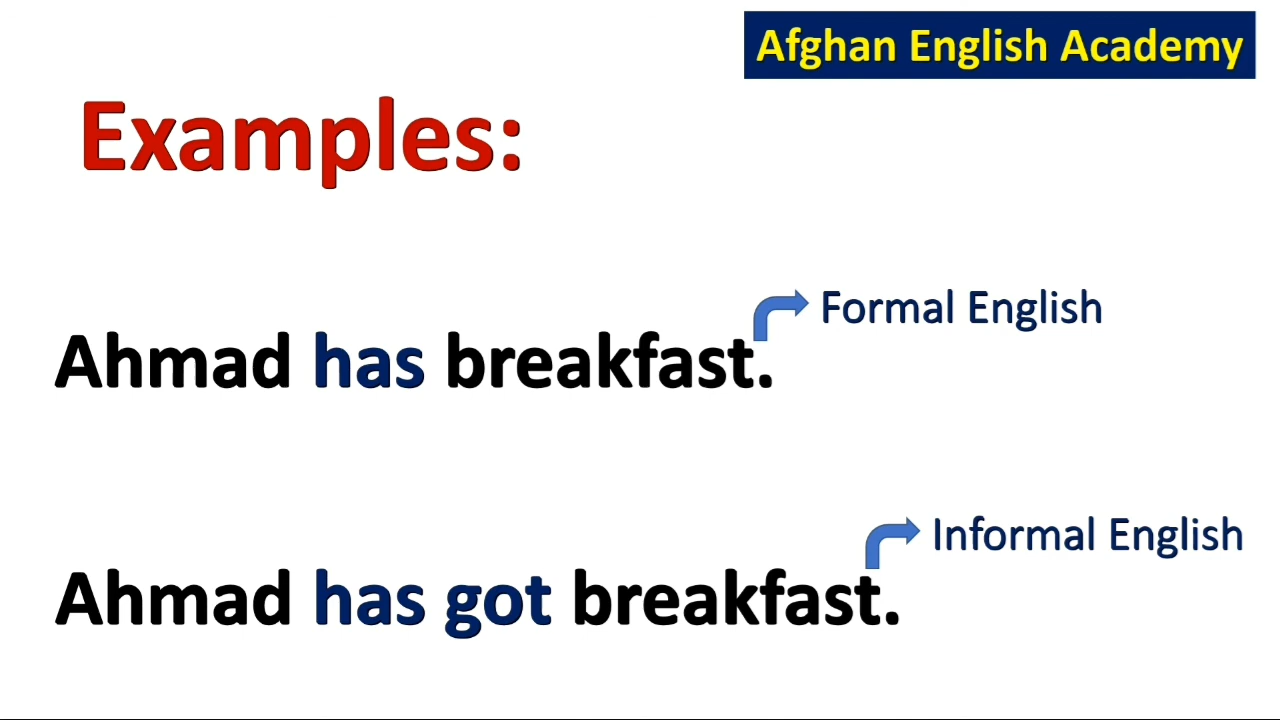 Afghan English Academy
Examples:
Formal English
Ahmad has breakfast.
Informal English
Ahmad has got breakfast.